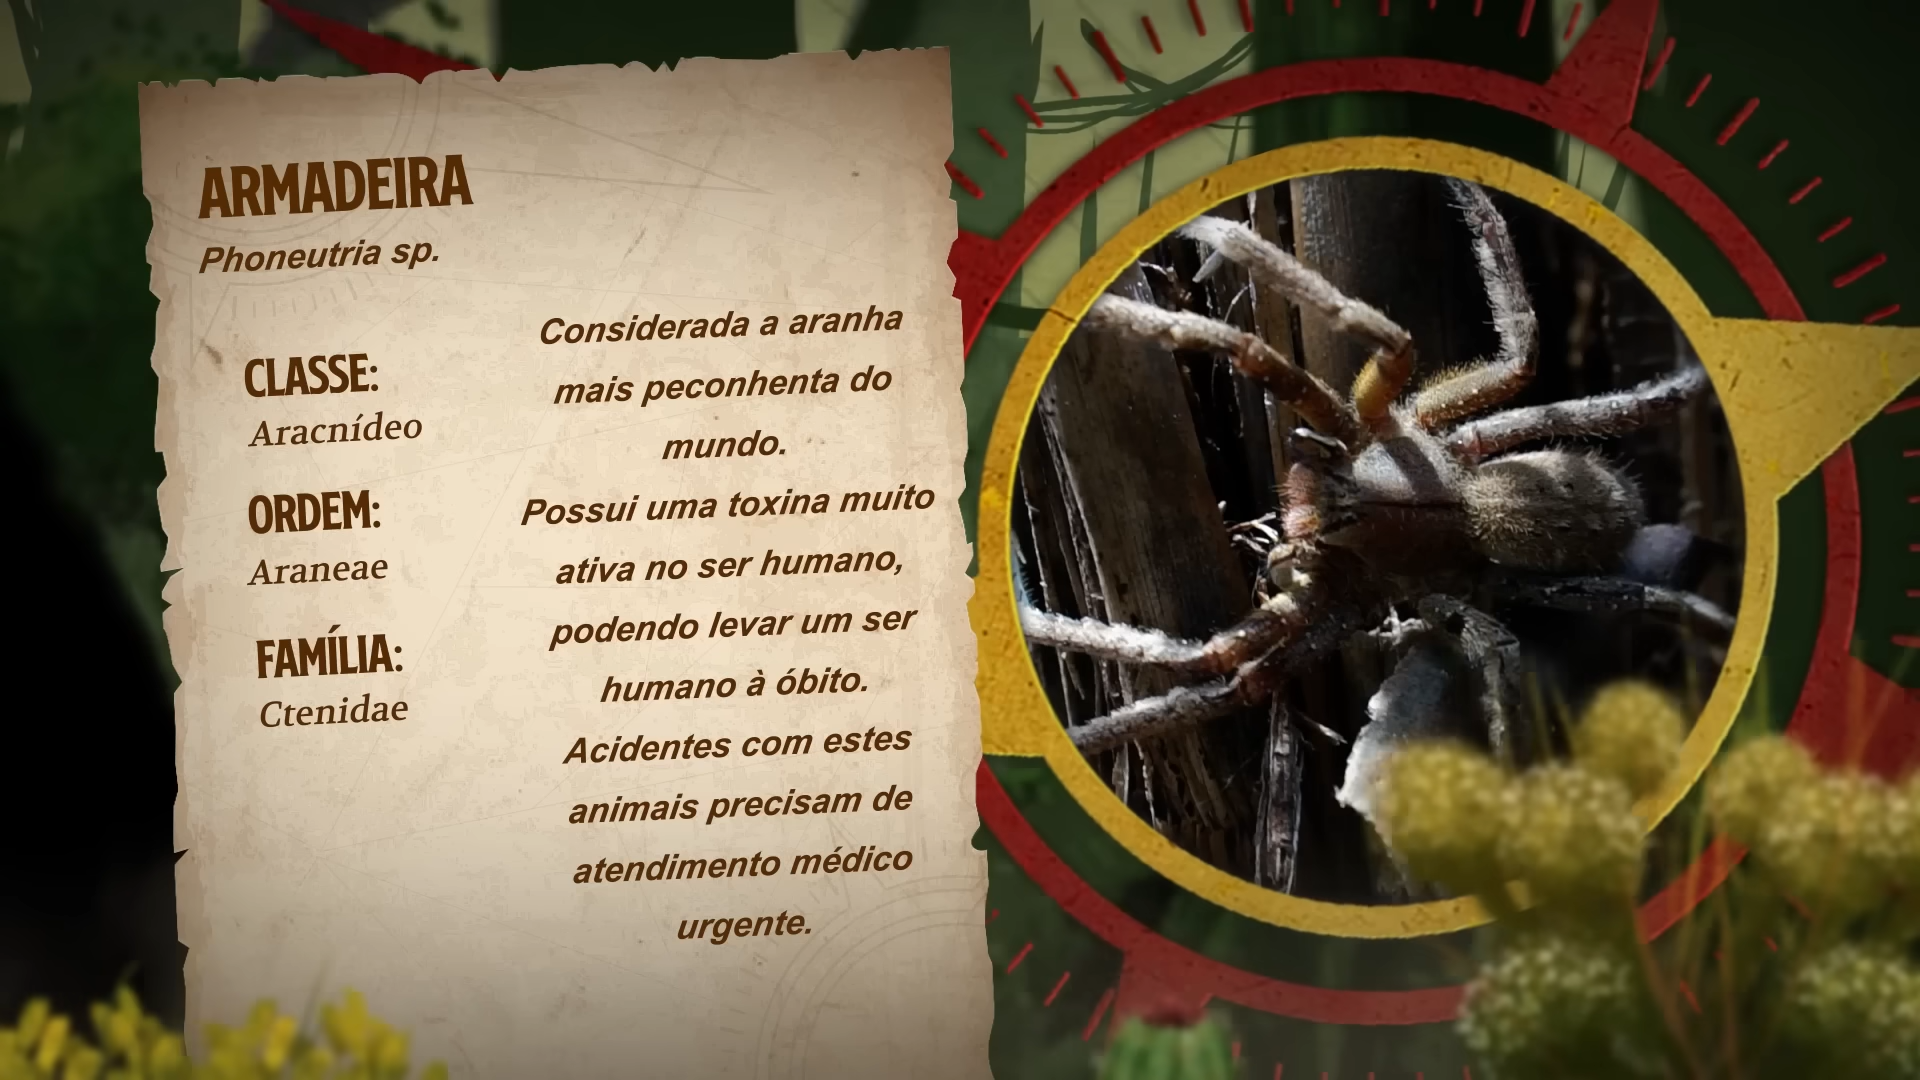 ARMADEIRA
Phoneutria sp.
CLASSE:
Aracnídeo
ORDEM:
Araneae
FAMÍLIA:
Ctenidae
Considerada a aranha
mais peconhenta do
mundo.
Possui uma toxina muito
ativa no ser humano,
podendo levar um ser
humano à óbito.
Acidentes com estes
animais precisam de
atendimento médico
urgente.